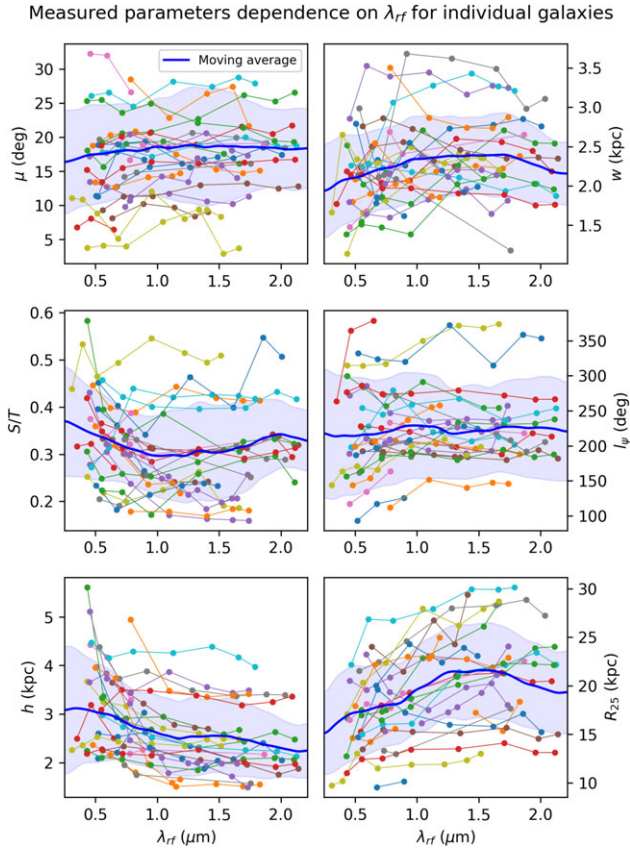 Measured parameters dependence on λrf for individual galaxies
Moving average
μ (deg)
30
25
20
15
10
5
0.5 1.0 1.5 2.0
w (kpc)
3.5
3.0
2.5
2.0
1.5
0.5 1.0 1.5 2.0
S/T
0.6
0.5
0.4
0.3
0.2
0.5 1.0 1.5 2.0
lψ (deg)
350
300
250
200
150
100
0.5 1.0 1.5 2.0
h (kpc)
5
4
3
2
0.5 1.0 1.5 2.0
λrf (μm)
R25 (kpc)
30
25
20
15
10
0.5 1.0 1.5 2.0
λrf (μm)